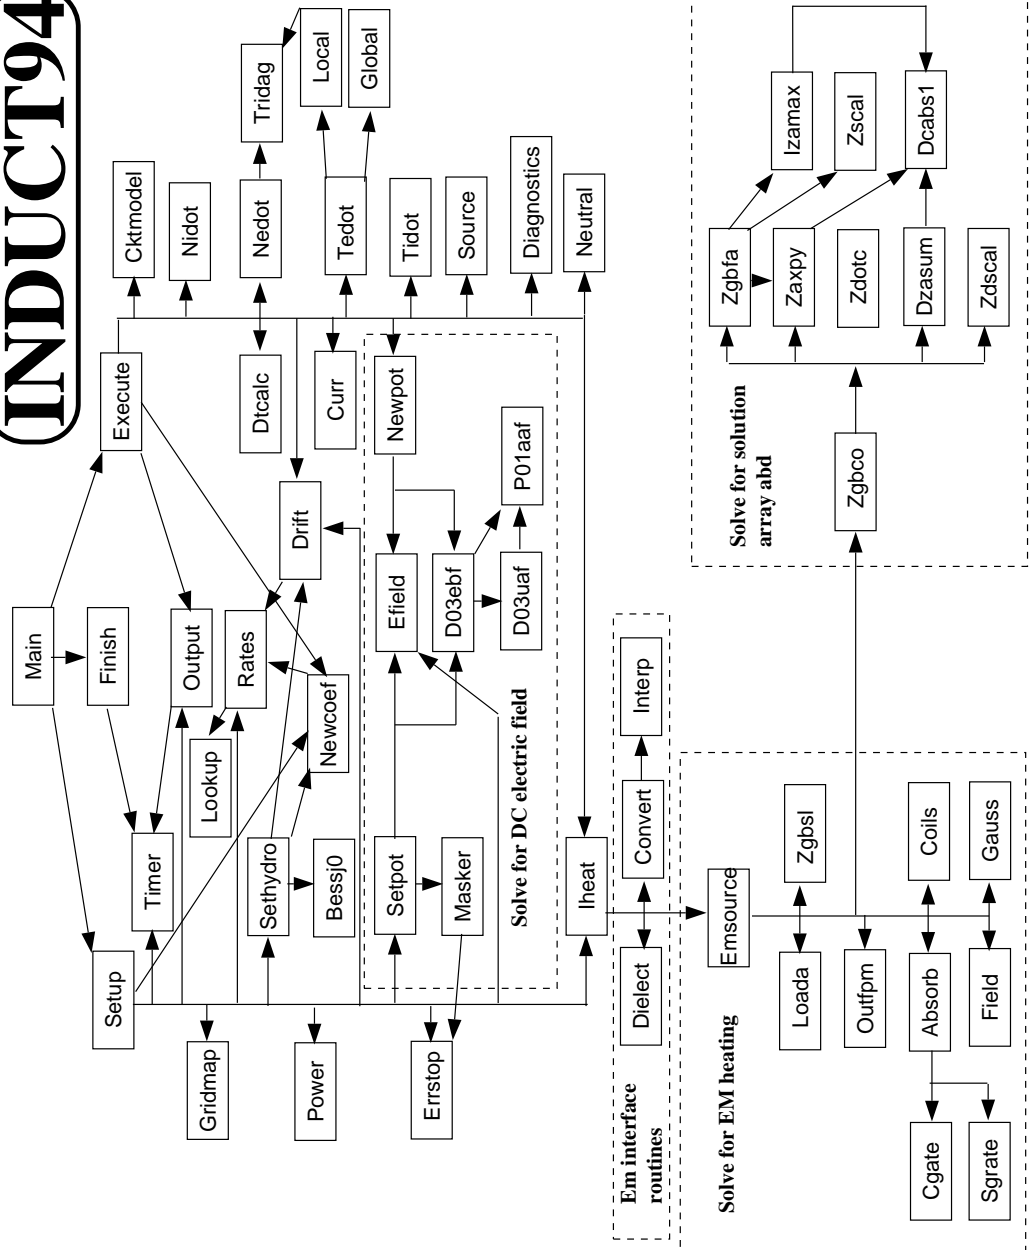 INDUCT94
Main
Setup
Finish
Execute
Timer
Output
Gridmap
Lookup
Rates
Dtcalc
Cktmodel
Nidot
Nedot
Tridag
Power
Sethydro
Bessj0
Newcoef
Drift
Curr
Tedot
Local
Global
Errstop
Setpot
Masker
Efield
D03ebf
D03uaf
P01aaf
Newpot
Tidot
Source
Diagnostics
Neutral
Solve for DC electric field
Iheat
Em interface
routines
Dielect
Convert
Interp
Solve for EM heating
Emsource
Loada
Zgbsl
Outfpm
Absorb
Coils
Field
Gauss
Cgate
Sgrate
Solve for solution
array abd
Zgbco
Zgbfa
Zaxpy
Zdotc
Dzasum
Zdscal
Izamax
Zscal
Dcabs1